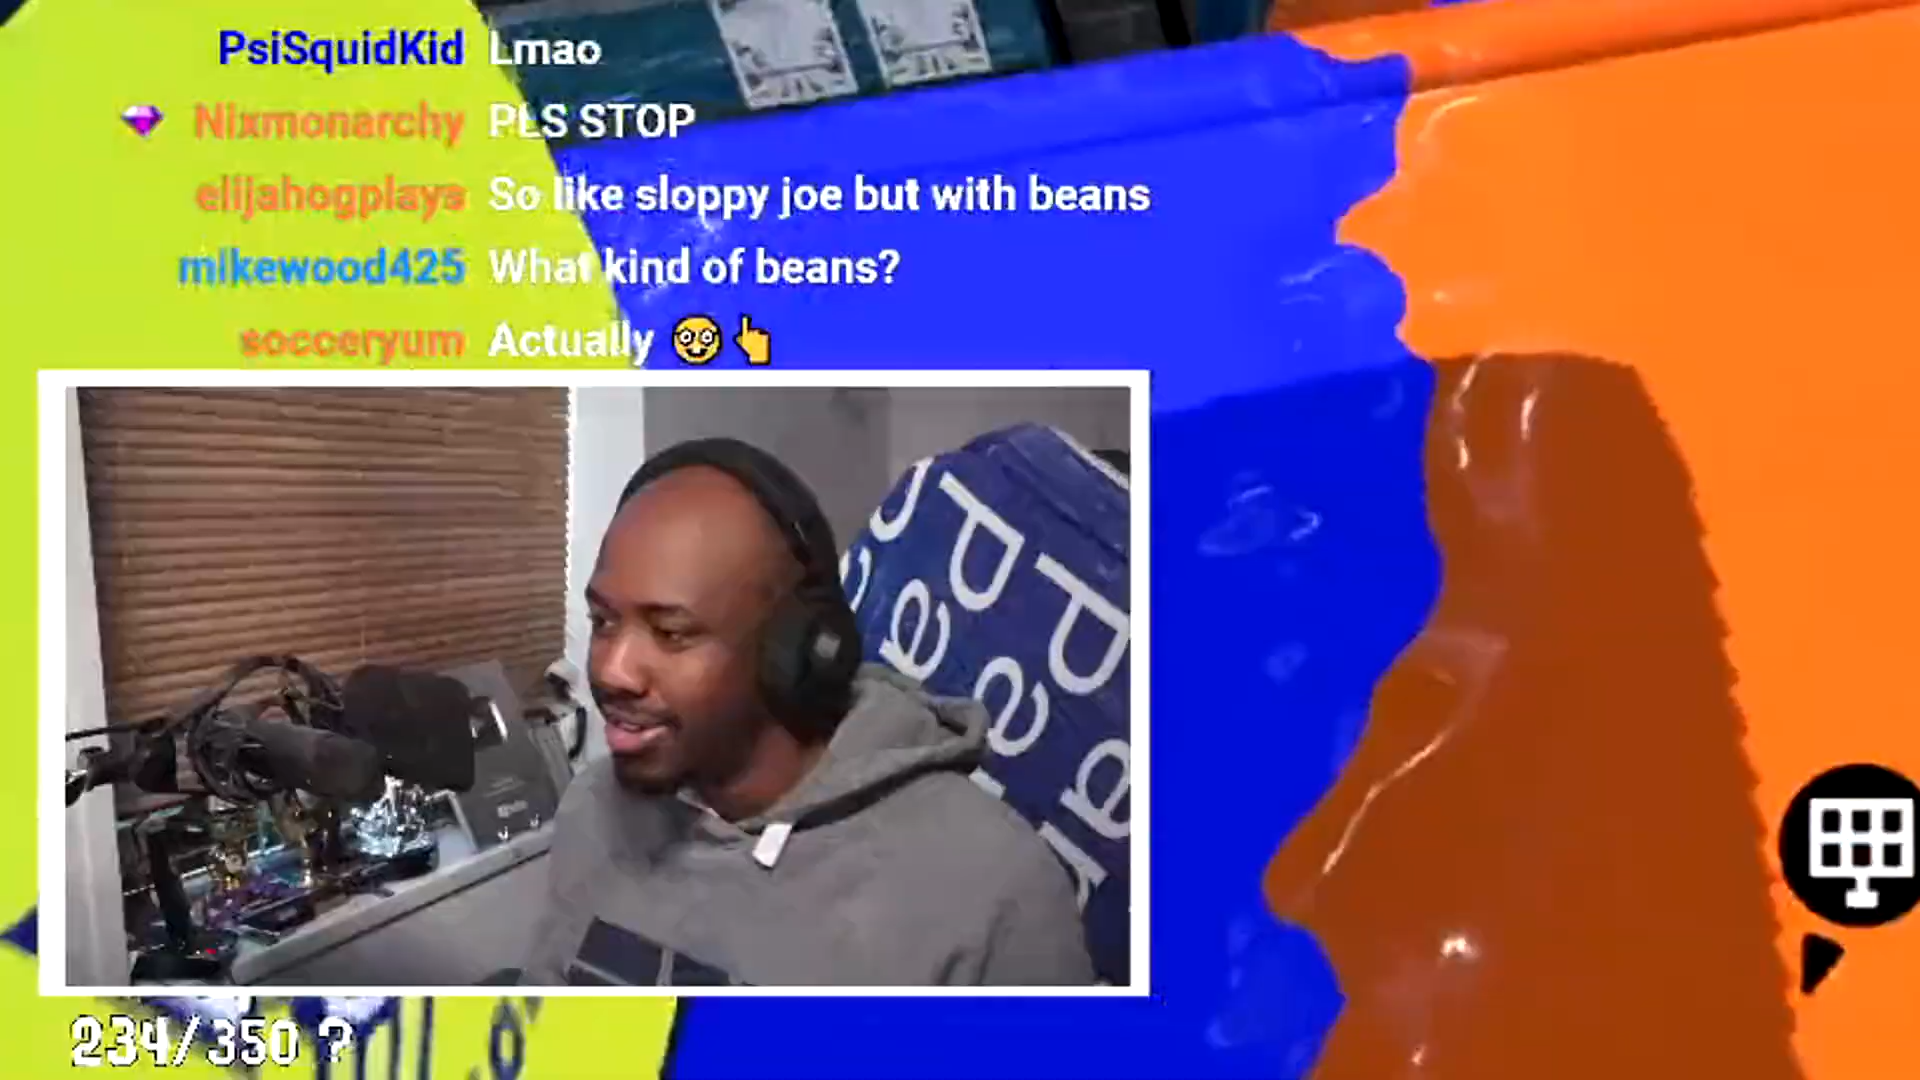 PsiSquidKid Lmao
Nixmonarchy PLS STOP
elijahogplays So like sloppy joe but with beans
mikewood425 What kind of beans?
socceryum Actually 🤓👆
234/350 ?